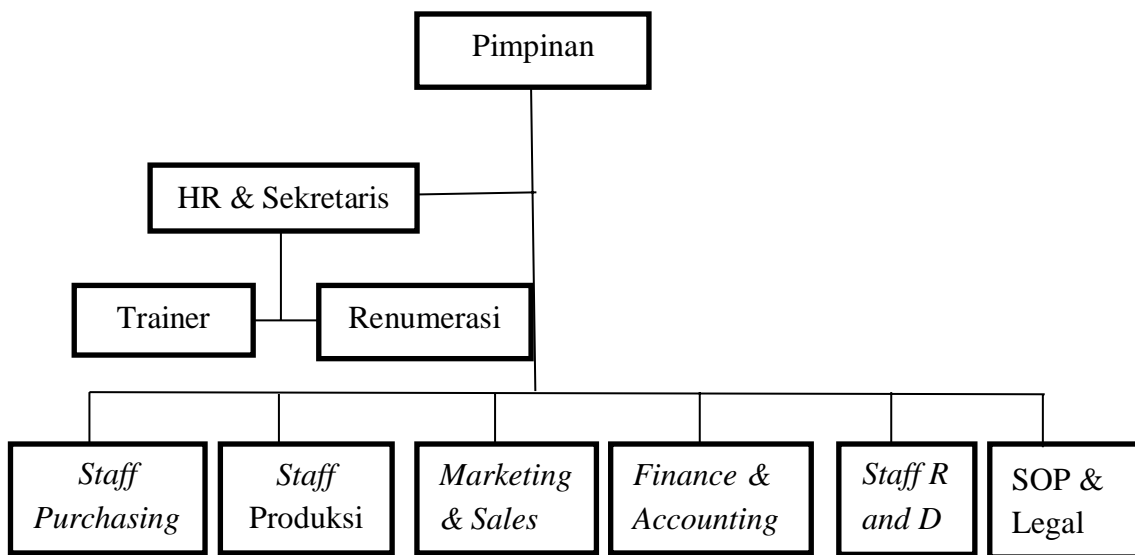 Pimpinan
HR & Sekretaris
Trainer
Renumerasi
Staff
Purchasing
Staff
Produksi
Marketing
& Sales
Finance &
Accounting
Staff R
and D
SOP &
Legal